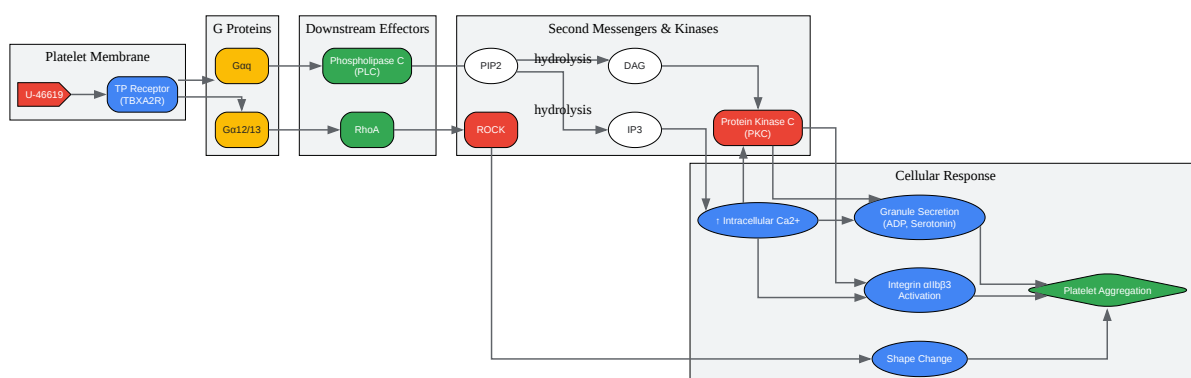 Platelet Membrane
U-46619
TP Receptor
(TBXA2R)
G Proteins
Gαq
Gα12/13
Downstream Effectors
Phospholipase C
(PLC)
RhoA
Second Messengers & Kinases
PIP2
hydrolysis
DAG
hydrolysis
IP3
ROCK
Protein Kinase C
(PKC)
Cellular Response
↑ Intracellular Ca2+
Granule Secretion
(ADP, Serotonin)
Integrin αIIbβ3
Activation
Platelet Aggregation
Shape Change